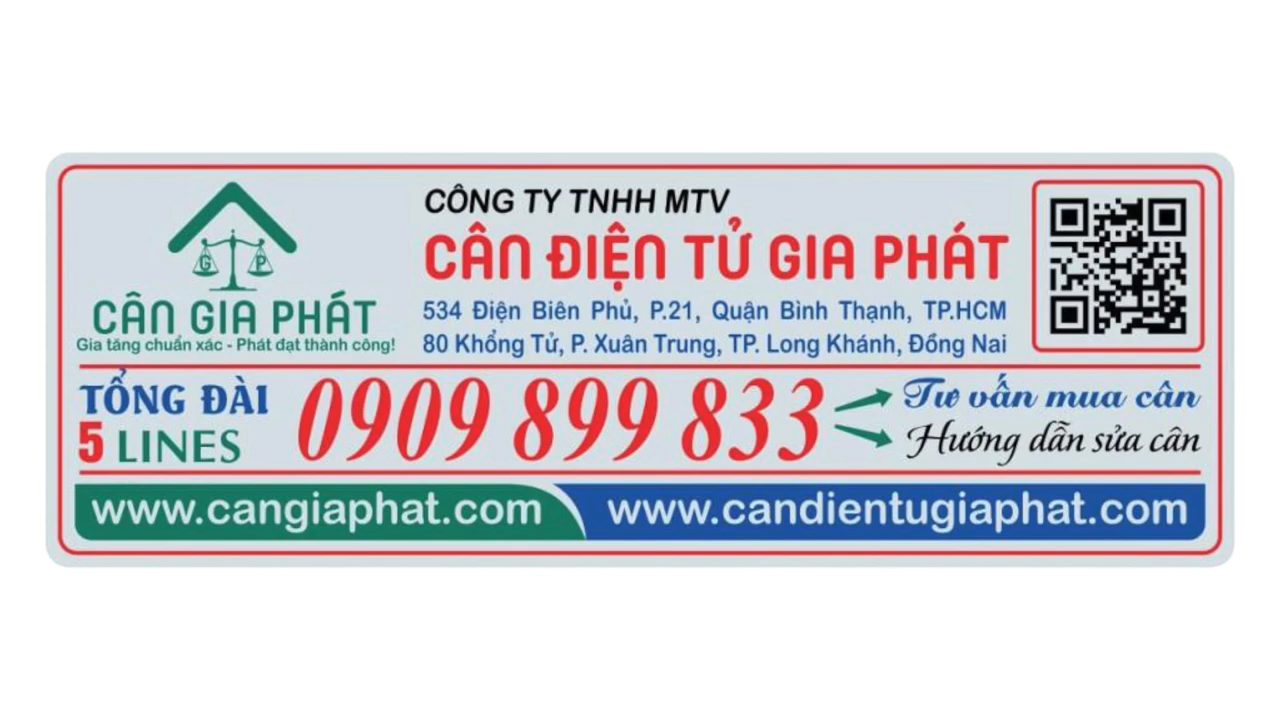 G P
CÂN GIA PHÁT
Gia tăng chuẩn xác - Phát đạt thành công!
CÔNG TY TNHH MTV
CÂN ĐIỆN TỬ GIA PHÁT
534 Điện Biên Phủ, P.21, Quận Bình Thạnh, TP.HCM
80 Khổng Tử, P. Xuân Trung, TP. Long Khánh, Đồng Nai
TỔNG ĐÀI
5 LINES
0909 899 833
Tư vấn mua cân
Hướng dẫn sửa cân
www.cangiaphat.com
www.candientugiaphat.com